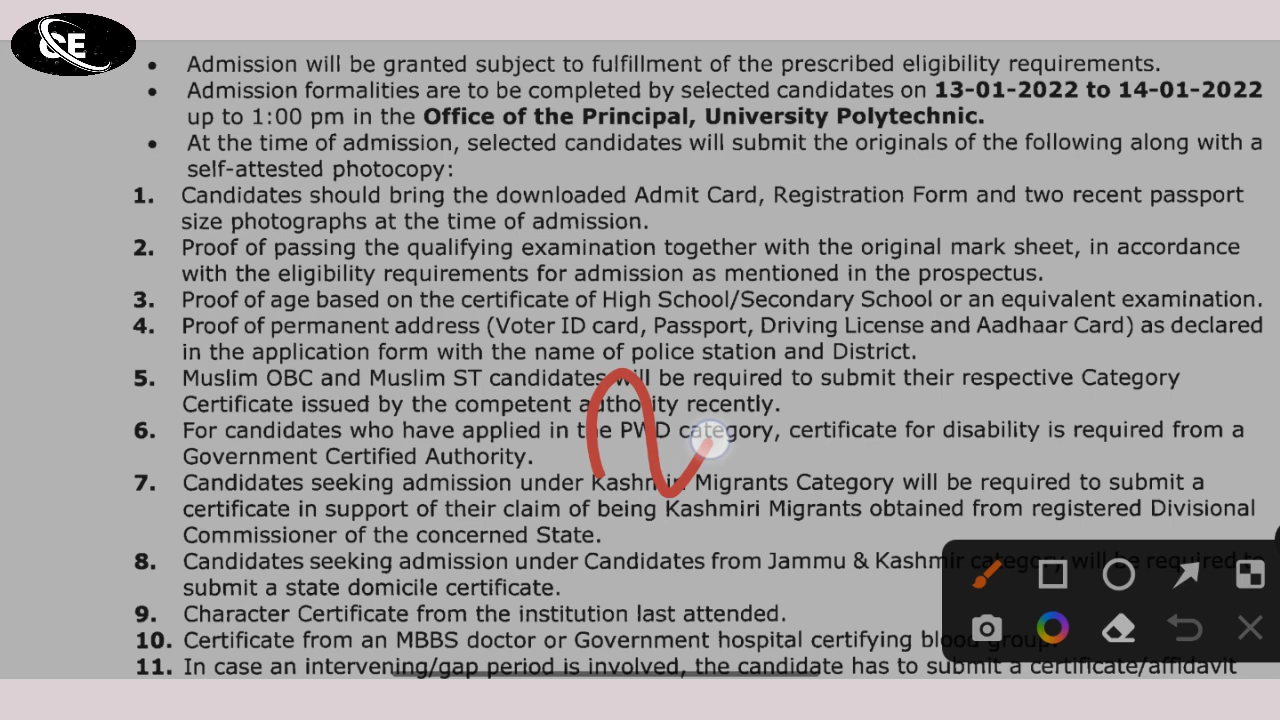 CE
• Admission will be granted subject to fulfillment of the prescribed eligibility requirements.
• Admission formalities are to be completed by selected candidates on 13-01-2022 to 14-01-2022
up to 1:00 pm in the Office of the Principal, University Polytechnic.
• At the time of admission, selected candidates will submit the originals of the following along with a
self-attested photocopy:
1. Candidates should bring the downloaded Admit Card, Registration Form and two recent passport
size photographs at the time of admission.
2. Proof of passing the qualifying examination together with the original mark sheet, in accordance
with the eligibility requirements for admission as mentioned in the prospectus.
3. Proof of age based on the certificate of High School/Secondary School or an equivalent examination.
4. Proof of permanent address (Voter ID card, Passport, Driving License and Aadhaar Card) as declared
in the application form with the name of police station and District.
5. Muslim OBC and Muslim ST candidates will be required to submit their respective Category
Certificate issued by the competent authority recently.
6. For candidates who have applied in the PWD category, certificate for disability is required from a
Government Certified Authority.
7. Candidates seeking admission under Kashmiri Migrants Category will be required to submit a
certificate in support of their claim of being Kashmiri Migrants obtained from registered Divisional
Commissioner of the concerned State.
8. Candidates seeking admission under Candidates from Jammu & Kashmir category will be required to
submit a state domicile certificate.
9. Character Certificate from the institution last attended.
10. Certificate from an MBBS doctor or Government hospital certifying blood group.
11. In case an intervening/gap period is involved, the candidate has to submit a certificate/affidavit